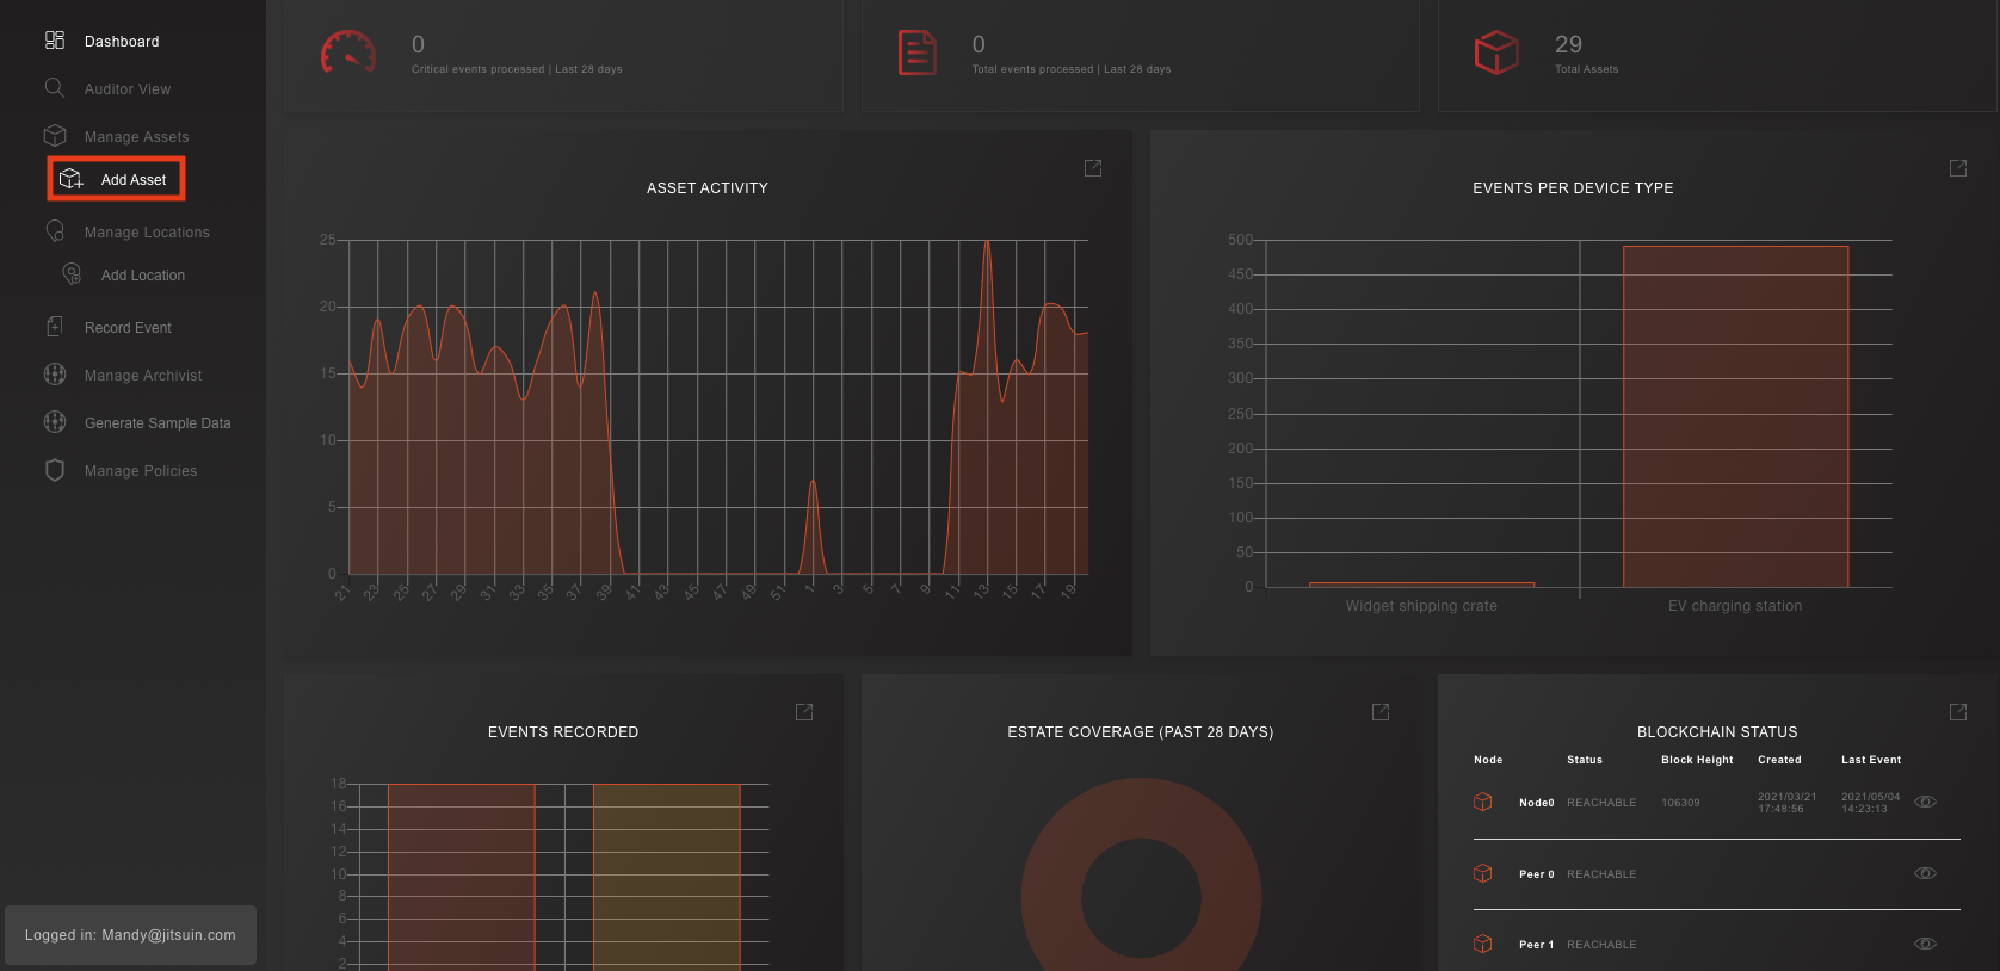 Dashboard
Auditor View
Manage Assets
Add Asset
Manage Locations
Add Location
Record Event
Manage Archivist
Generate Sample Data
Manage Policies
Logged in: Mandy@jitsuin.com
0
Critical events processed | Last 28 days
0
Total events processed | Last 28 days
29
Total Assets
ASSET ACTIVITY
25
20
15
10
5
0
21 23 25 27 29 31 33 35 37 39 41 43 45 47 49 51 1 3 5 7 9 11 13 15 17 19
EVENTS PER DEVICE TYPE
500
450
400
350
300
250
200
150
100
50
0
Widget shipping crate EV charging station
EVENTS RECORDED
18
16
14
12
10
8
6
4
2
ESTATE COVERAGE (PAST 28 DAYS)
BLOCKCHAIN STATUS
Node Status Block Height Created Last Event
Node0 REACHABLE 106309 2021/03/21 17:48:56 2021/05/04 14:23:13
Peer 0 REACHABLE
Peer 1 REACHABLE